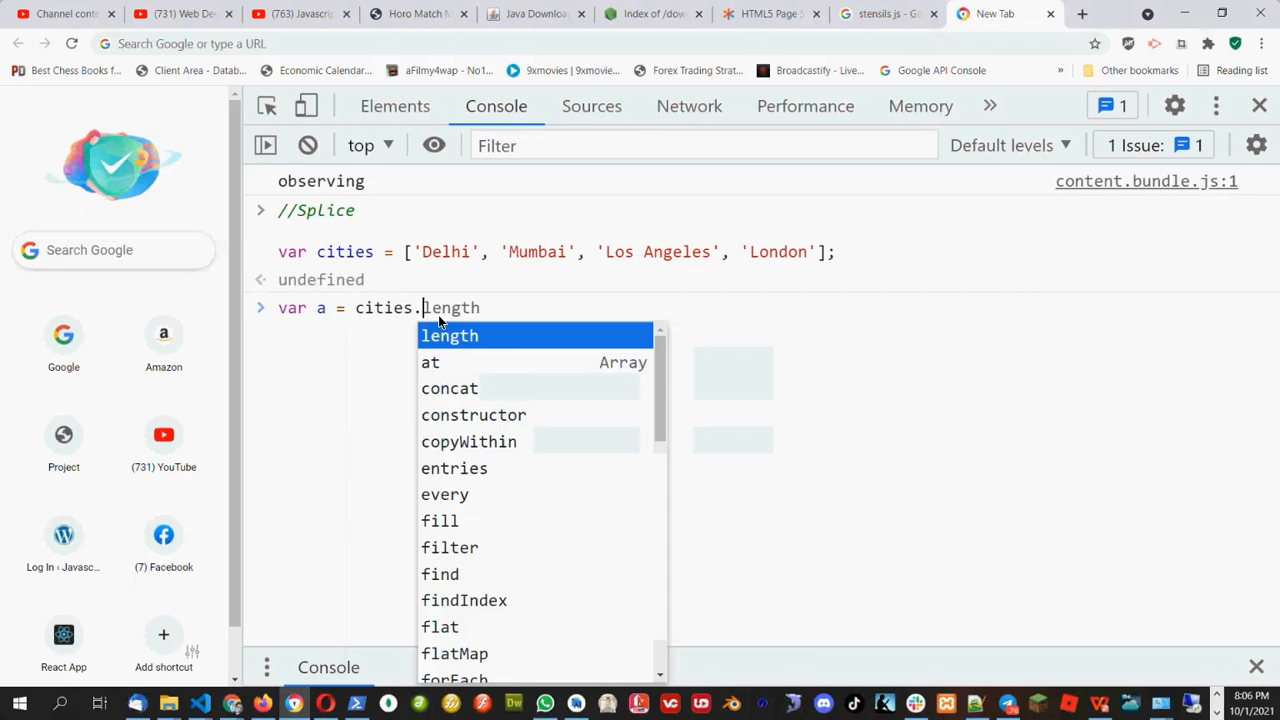 Channel conte
(731) Web Dev
(763) Javascrip
Horo Match M
Java Download
Index of /dow
HTML5 Page S
stensils js - Go
New Tab
Search Google or type a URL
Best Chess Books f...
Client Area - Datab...
Economic Calendar...
aFilmy4wap - No1...
9xmovies | 9xmovie...
Forex Trading Strat...
Broadcastify - Live...
Google API Console
»
Other bookmarks
Reading list
Elements
Console
Sources
Network
Performance
Memory
»
1
top
Filter
Default levels
1 Issue:
1
observing
content.bundle.js:1
//Splice
var cities = ['Delhi', 'Mumbai', 'Los Angeles', 'London'];
undefined
var a = cities.length
length
at Array
concat
constructor
copyWithin
entries
every
fill
filter
find
findIndex
flat
flatMap
forEach
Search Google
Google
Amazon
Project
(731) YouTube
Log In ‹ Javasc...
(7) Facebook
React App
Add shortcut
Console
8:06 PM
10/1/2021